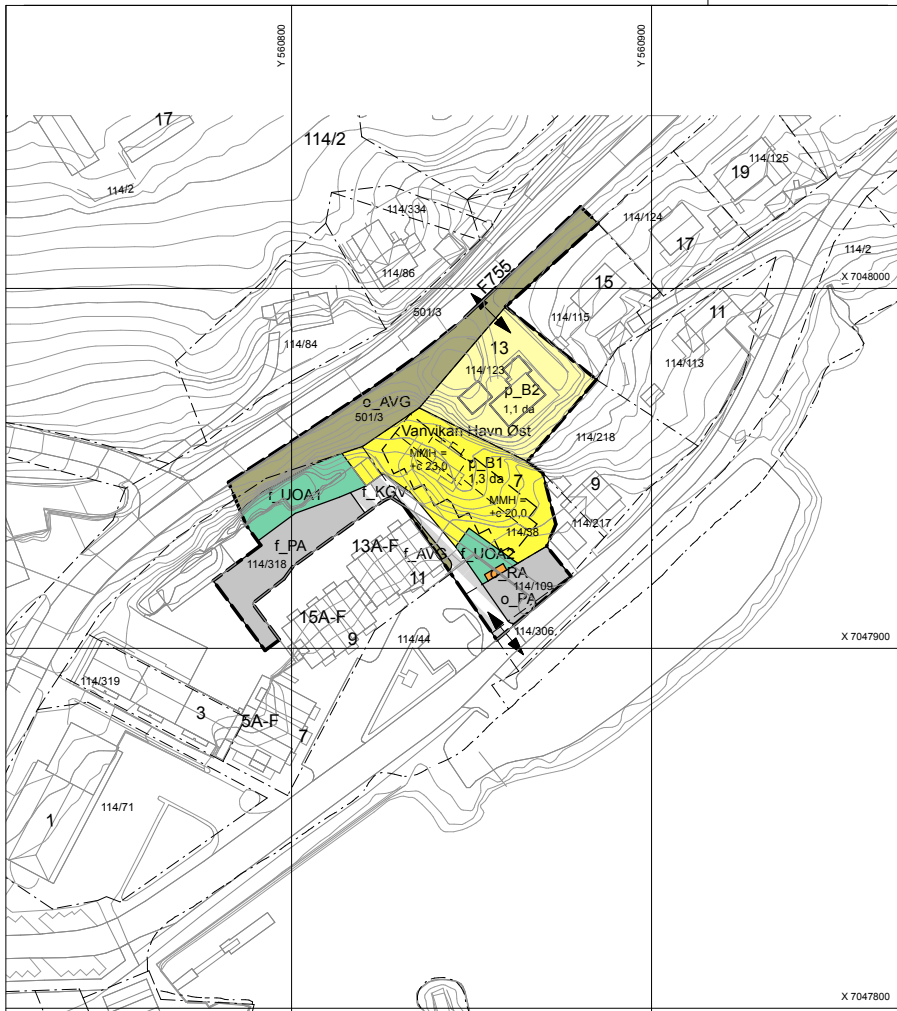 Y 560800
Y 560900
17
114/2
114/2
114/334
114/86
114/124
114/125
19
17
114/2
X 7048000
F755
501/3
15
114/115
11
114/113
114/84
13
114/123
p_B2
1,1 da
o_AVG
501/3
Vanvikan Havn Øst
114/218
MMH =
+c 23,0
p_B1
1,3 da
7
MMH =
+c 20,0
9
114/217
114/38
f_UOA1
f_KGV
f_PA
114/318
13A-F
f_AVG
f_UOA2
11
_RA
114/109
o_PA
15A-F
9
114/44
114/306
X 7047900
114/319
3
5A-F
7
1
114/71
X 7047800